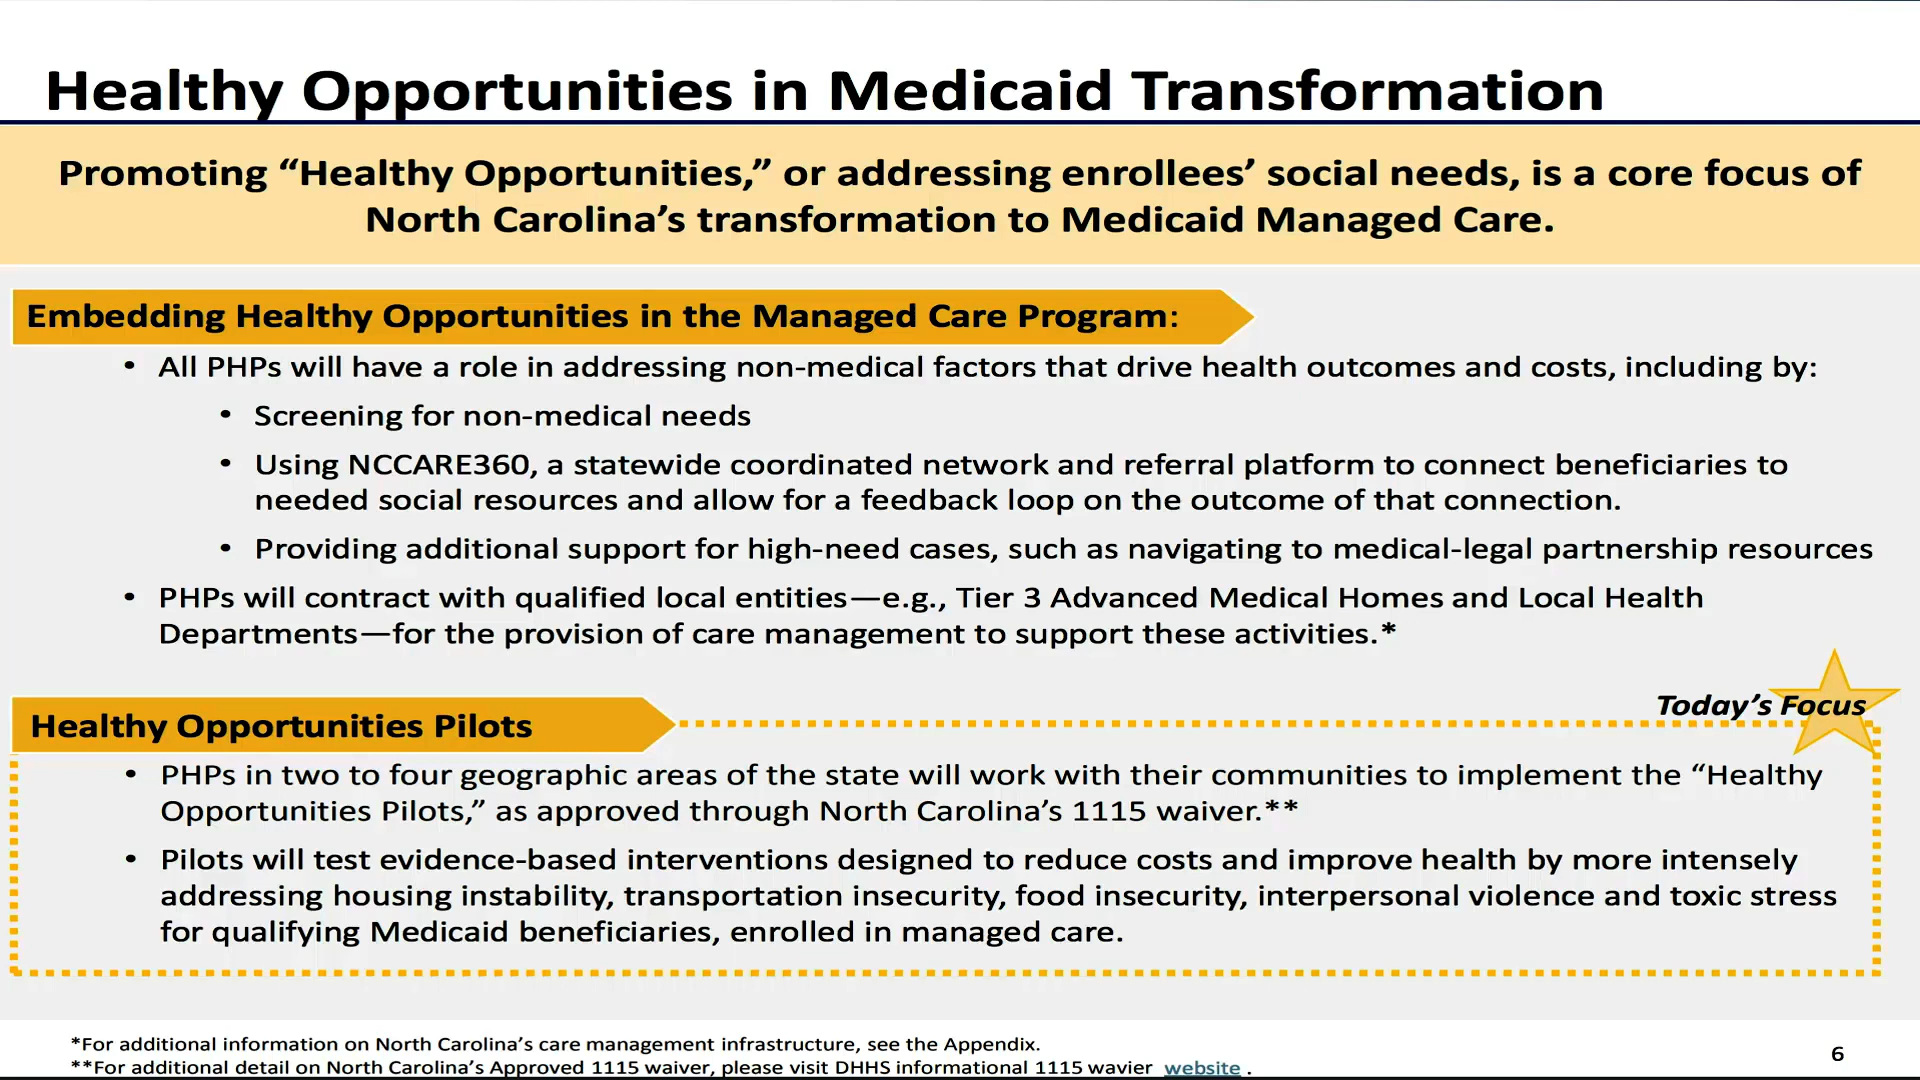 Healthy Opportunities in Medicaid Transformation
Promoting “Healthy Opportunities,” or addressing enrollees’ social needs, is a core focus of
North Carolina’s transformation to Medicaid Managed Care.
Embedding Healthy Opportunities in the Managed Care Program:
• All PHPs will have a role in addressing non-medical factors that drive health outcomes and costs, including by:
• Screening for non-medical needs
• Using NCCARE360, a statewide coordinated network and referral platform to connect beneficiaries to
needed social resources and allow for a feedback loop on the outcome of that connection.
• Providing additional support for high-need cases, such as navigating to medical-legal partnership resources
• PHPs will contract with qualified local entities—e.g., Tier 3 Advanced Medical Homes and Local Health
Departments—for the provision of care management to support these activities.*
Today’s Focus
Healthy Opportunities Pilots
• PHPs in two to four geographic areas of the state will work with their communities to implement the “Healthy
Opportunities Pilots,” as approved through North Carolina’s 1115 waiver.**
• Pilots will test evidence-based interventions designed to reduce costs and improve health by more intensely
addressing housing instability, transportation insecurity, food insecurity, interpersonal violence and toxic stress
for qualifying Medicaid beneficiaries, enrolled in managed care.
*For additional information on North Carolina’s care management infrastructure, see the Appendix.
**For additional detail on North Carolina’s Approved 1115 waiver, please visit DHHS informational 1115 wavier website .
6